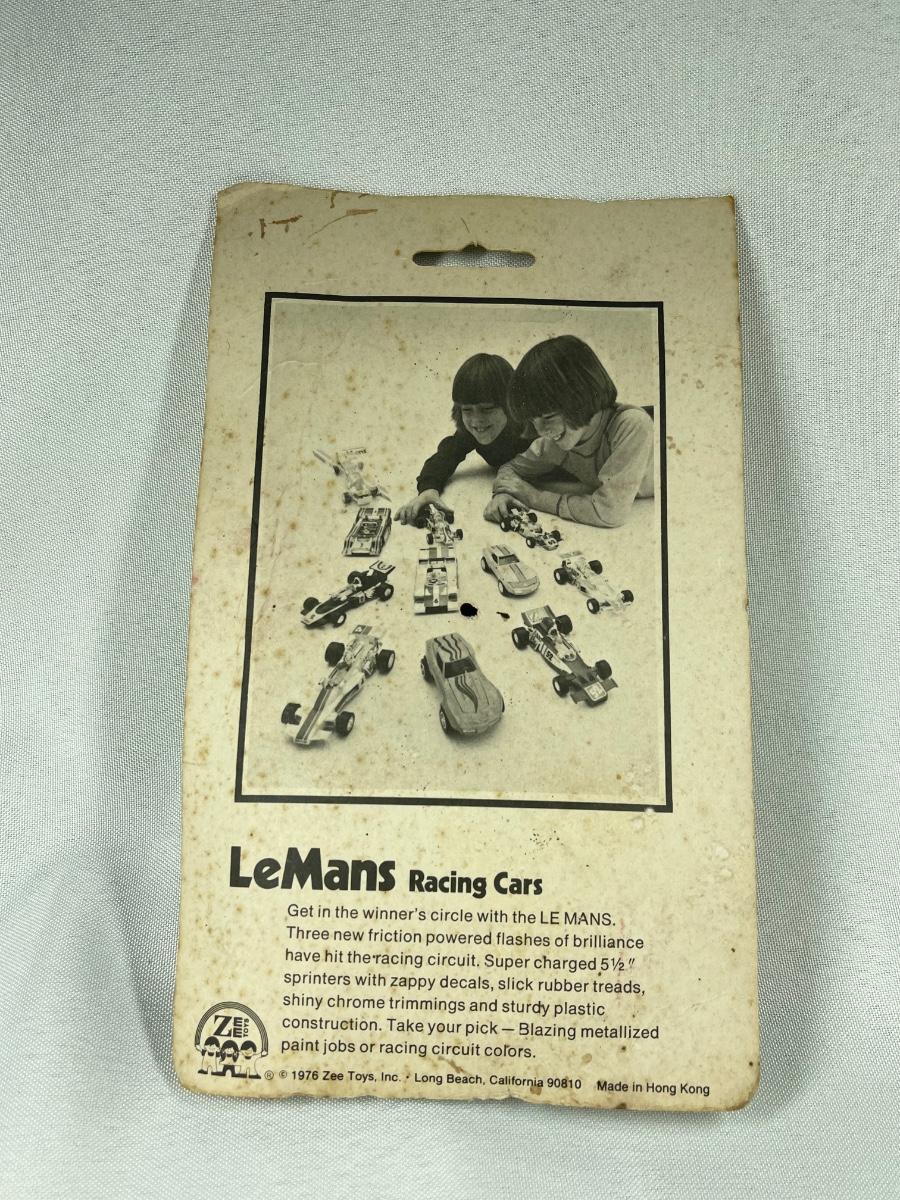 LeMans Racing Cars
Get in the winner's circle with the LE MANS.
Three new friction powered flashes of brilliance
have hit the racing circuit. Super charged 5½"
sprinters with zappy decals, slick rubber treads,
shiny chrome trimmings and sturdy plastic
construction. Take your pick — Blazing metallized
paint jobs or racing circuit colors.
ZEE TOYS
® © 1976 Zee Toys, Inc. · Long Beach, California 90810 Made in Hong Kong